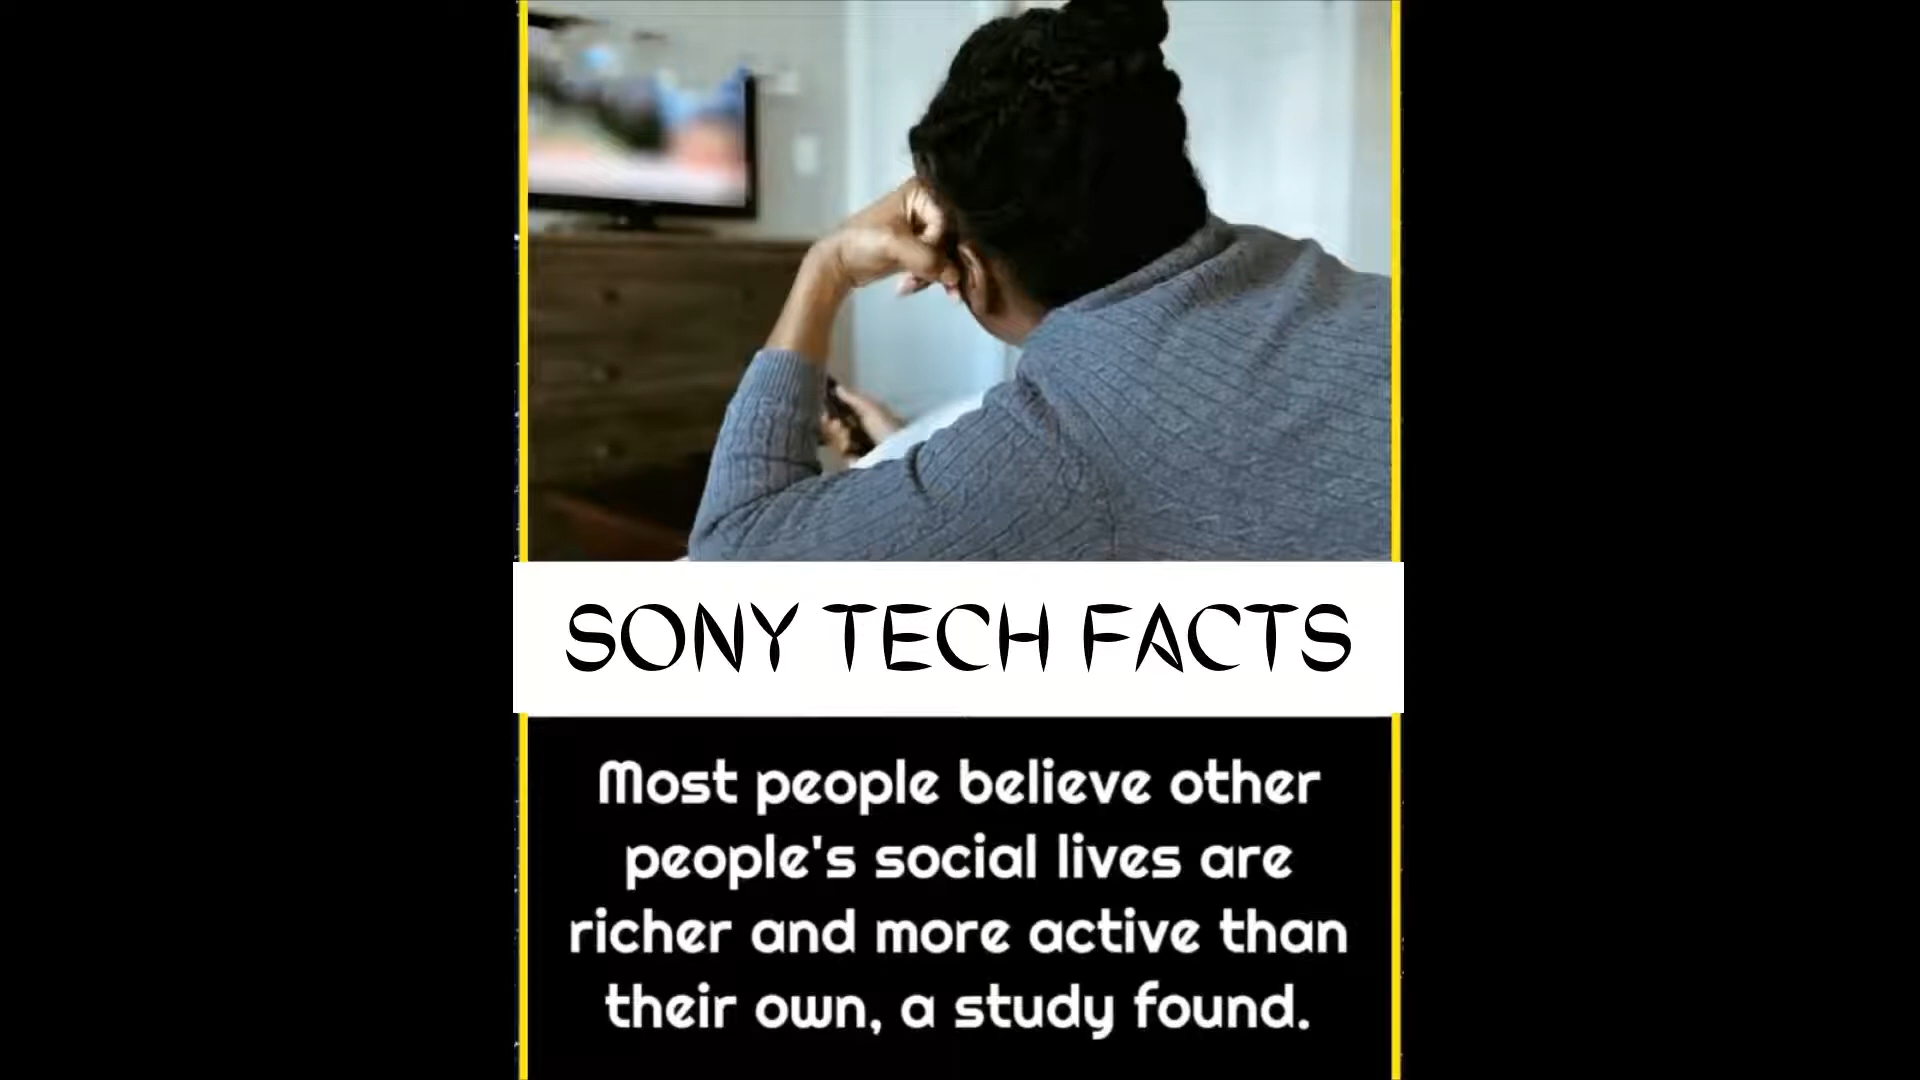 SONY TECH FACTS
Most people believe other
people's social lives are
richer and more active than
their own, a study found.